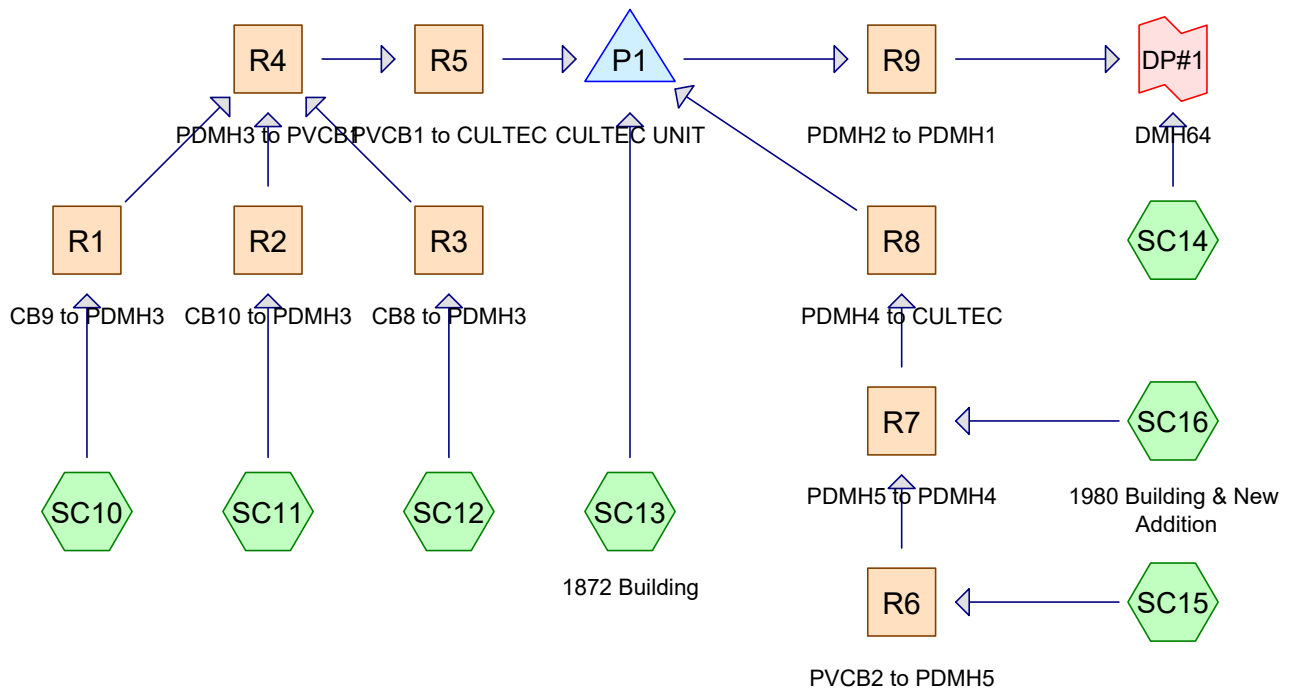 R4
R5
P1
R9
DP#1
PDMH3 to PVCB1
PVCB1 to CULTEC
CULTEC UNIT
PDMH2 to PDMH1
DMH64
R1
R2
R3
R8
SC14
CB9 to PDMH3
CB10 to PDMH3
CB8 to PDMH3
PDMH4 to CULTEC
R7
SC16
PDMH5 to PDMH4
1980 Building & New
Addition
SC10
SC11
SC12
SC13
1872 Building
R6
SC15
PVCB2 to PDMH5